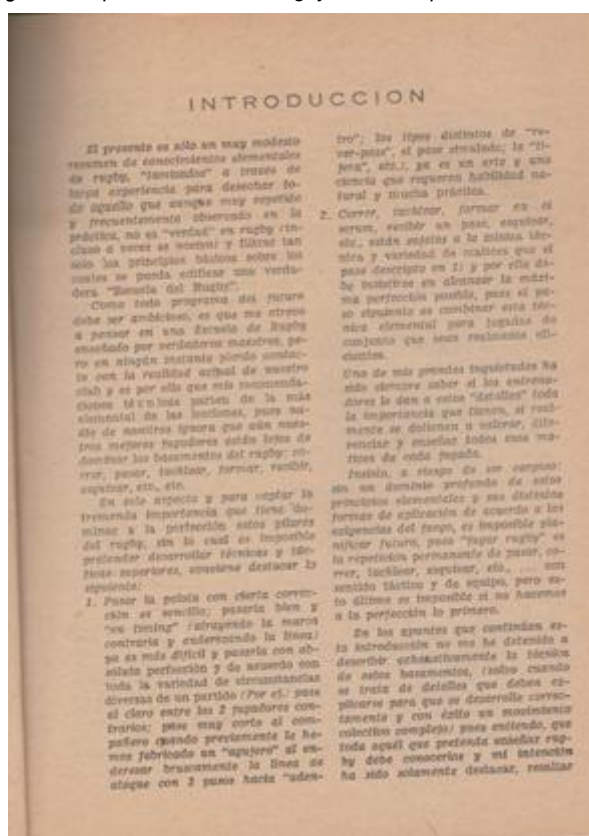 INTRODUCCION
El presente es sólo un muy modesto
resumen de conocimientos elementales
de rugby, "tamizados" a través de
larga experiencia para desechar to-
do aquello que aunque muy repetido
y frecuentemente observado en la
práctica, no es "verdad" en rugby (in-
cluso a veces es nocivo) y filtrar tan
solo los principios básicos sobre los
cuales se pueda edificar una verda-
dera "Escuela del Rugby".
Como todo programa del futuro
debe ser ambicioso, es que me atrevo
a pensar en una Escuela de Rugby
enseñado por verdaderos maestros, pe-
ro en ningún instante pierdo contac-
to con la realidad actual de nuestro
club y es por ello que mis recomenda-
ciones técnicas parten de la más
elemental de las lecciones, pues na-
die de nosotros ignora que aún nues-
tros mejores jugadores están lejos de
dominar los basamentos del rugby: co-
rrer, pasar, tacklear, formar, recibir,
esquivar, etc., etc.
En este aspecto y para captar la
tremenda importancia que tiene do-
minar a la perfección estos pilares
del rugby, sin lo cual es imposible
pretender desarrollar técnicas y tác-
ticas superiores, conviene destacar lo
siguiente:
1. Pasar la pelota con cierta correc-
ción es sencillo; pasarla bien y
"en timing" (atrayendo la marca
contraria y enderezando la línea)
ya es más difícil y pasarla con ab-
soluta perfección y de acuerdo con
toda la variedad de circunstancias
diversas de un partido (Por ej.: pase
al claro entre los 2 jugadores con-
trarios; pase muy corto al com-
pañero cuando previamente le he-
mos fabricado un "agujero" al en-
derezar bruscamente la línea de
ataque con 2 pasos hacia "aden-
tro"; los tipos distintos de "re-
ver-pass", el pase simulado; la "ti-
jera", etc.), ya es un arte y una
ciencia que requieren habilidad na-
tural y mucha práctica.
2. Correr, tacklear, formar en el
scrum, recibir un pase, esquivar,
etc., están sujetos a la misma téc-
nica y variedad de matices que el
pase descripto en 1; y por ello de-
be insistirse en alcanzar la máxi-
ma perfección posible, pues el pa-
so siguiente es combinar esta téc-
nica elemental para jugadas de
conjunto que sean realmente efi-
cientes.
Una de mis grandes inquietudes ha
sido siempre saber si los entrena-
dores le dan a estos "detalles" toda
la importancia que tienen, si real-
mente se detienen a valorar, dife-
renciar y enseñar todos esos ma-
tices de cada jugada.
Insisto, a riesgo de ser cargoso:
sin un dominio profundo de estos
principios elementales y sus distintas
formas de aplicación de acuerdo a las
exigencias del juego, es imposible pla-
nificar futuro, pues "jugar rugby" es
la repetición permanente de pasar, co-
rrer, tacklear, esquivar, etc., ... con
sentido táctico y de equipo, pero es-
to último es imposible si no hacemos
a la perfección lo primero.
En los apuntes que continúan es-
ta introducción no me he detenido a
describir exhaustivamente la técnica
de estos basamentos, (salvo cuando
se trata de detalles que deben ex-
plicarse para que se desarrolle correc-
tamente y con éxito un movimiento
colectivo complejo) pues entiendo, que
todo aquél que pretenda enseñar rug-
by debe conocerlos y mi intención
ha sido solamente destacar, resaltar